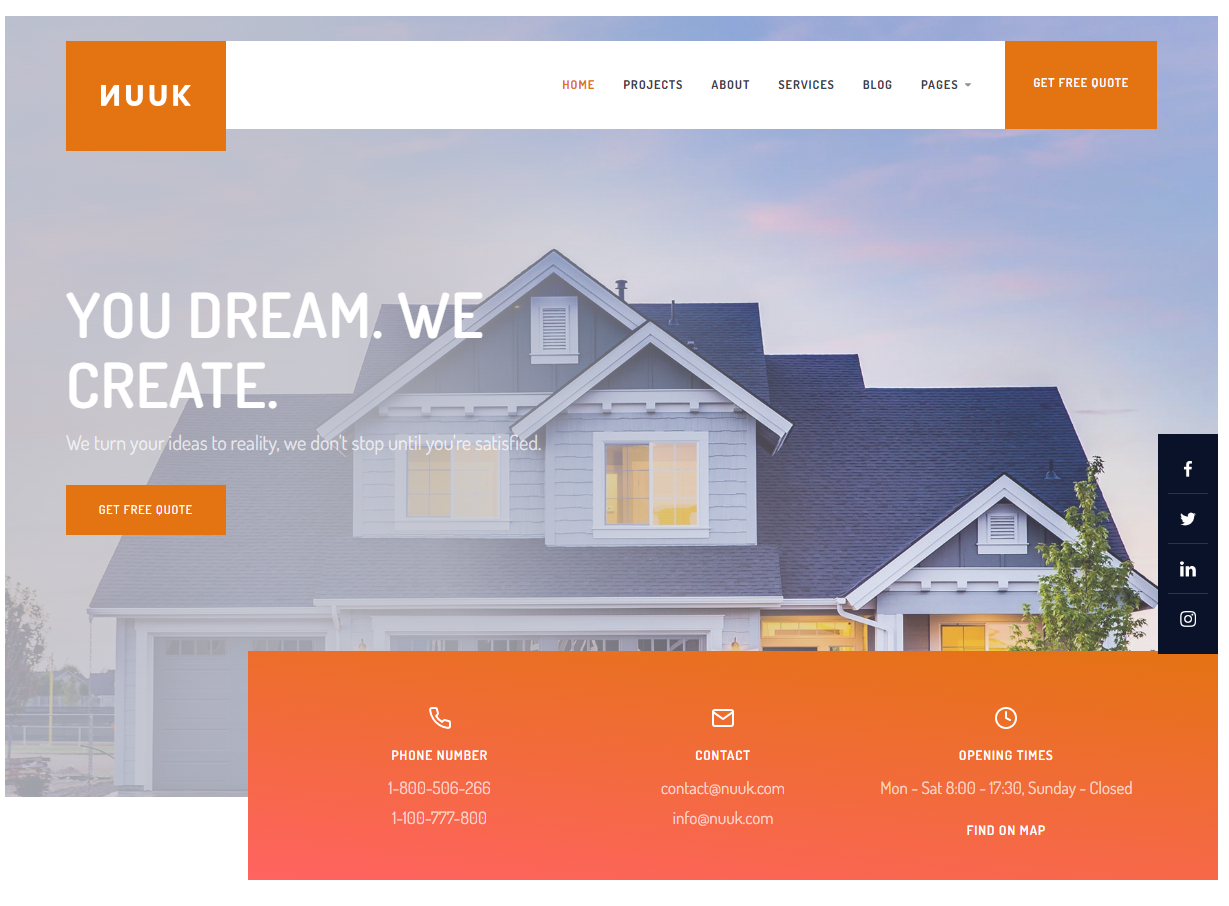 ИUUK
HOME PROJECTS ABOUT SERVICES BLOG PAGES
GET FREE QUOTE
YOU DREAM. WE
CREATE.
We turn your ideas to reality, we don't stop until you're satisfied.
GET FREE QUOTE
PHONE NUMBER
1-800-506-266
1-100-777-800
CONTACT
contact@nuuk.com
info@nuuk.com
OPENING TIMES
Mon - Sat 8:00 - 17:30, Sunday - Closed
FIND ON MAP